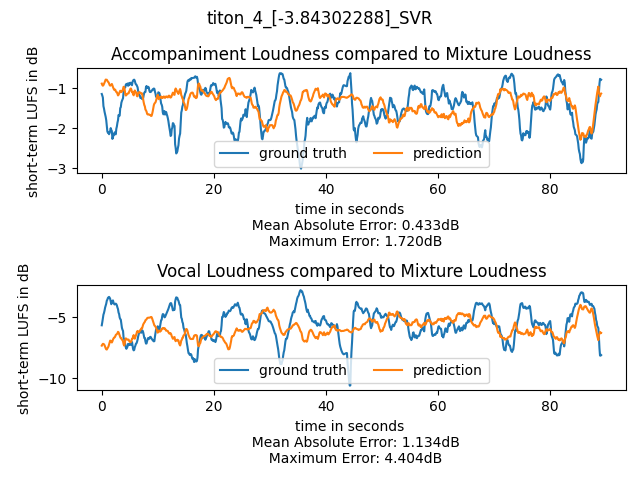 titon_4_[-3.84302288]_SVR
Accompaniment Loudness compared to Mixture Loudness
short-term LUFS in dB
−1
−2
−3
ground truth prediction
0 20 40 60 80
time in seconds
Mean Absolute Error: 0.433dB
Maximum Error: 1.720dB
Vocal Loudness compared to Mixture Loudness
short-term LUFS in dB
−5
−10
ground truth prediction
0 20 40 60 80
time in seconds
Mean Absolute Error: 1.134dB
Maximum Error: 4.404dB